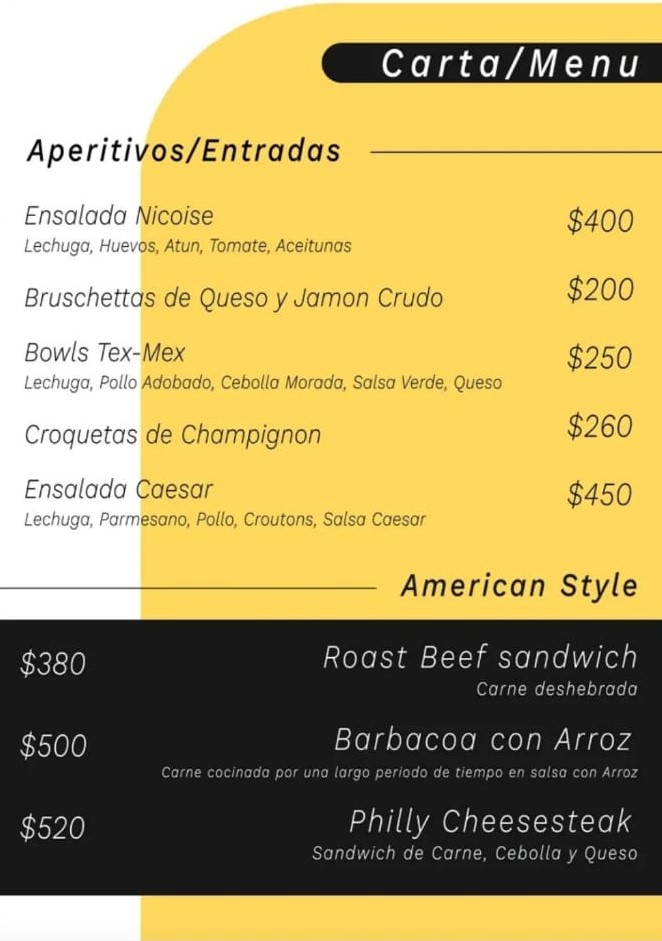 Carta/Menu
Aperitivos/Entradas
Ensalada Nicoise
$400
Lechuga, Huevos, Atun, Tomate, Aceitunas
Bruschettas de Queso y Jamon Crudo
$200
Bowls Tex-Mex
$250
Lechuga, Pollo Adobado, Cebolla Morada, Salsa Verde, Queso
Croquetas de Champignon
$260
Ensalada Caesar
$450
Lechuga, Parmesano, Pollo, Croutons, Salsa Caesar
American Style
$380
Roast Beef sandwich
Carne deshebrada
$500
Barbacoa con Arroz
Carne cocinada por una largo periodo de tiempo en salsa con Arroz
$520
Philly Cheesesteak
Sandwich de Carne, Cebolla y Queso